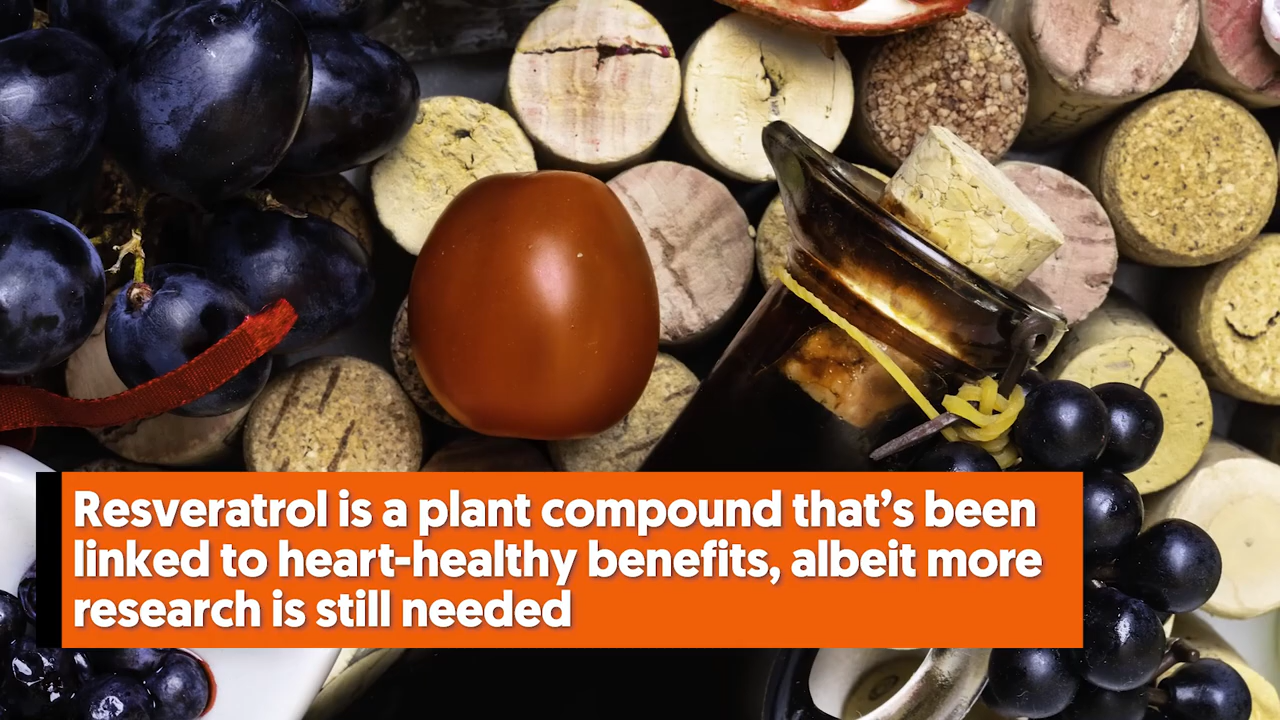 Resveratrol is a plant compound that’s been
linked to heart-healthy benefits, albeit more
research is still needed